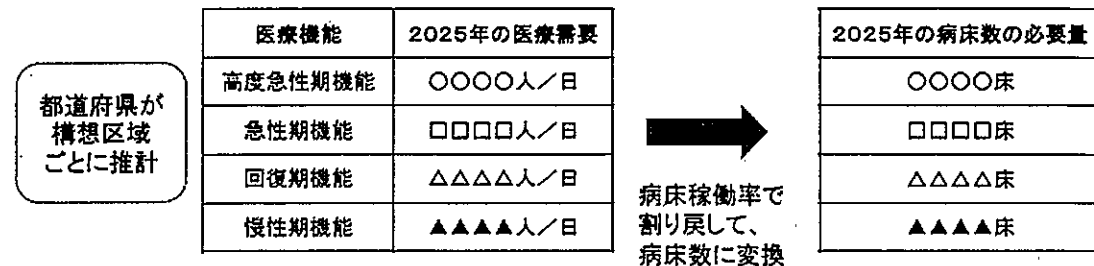 都道府県が
構想区域
ごとに推計
医療機能 2025年の医療需要
高度急性期機能 ○○○○人／日
急性期機能 □□□□人／日
回復期機能 △△△△人／日
慢性期機能 ▲▲▲▲人／日
病床稼働率で
割り戻して、
病床数に変換
2025年の病床数の必要量
○○○○床
□□□□床
△△△△床
▲▲▲▲床